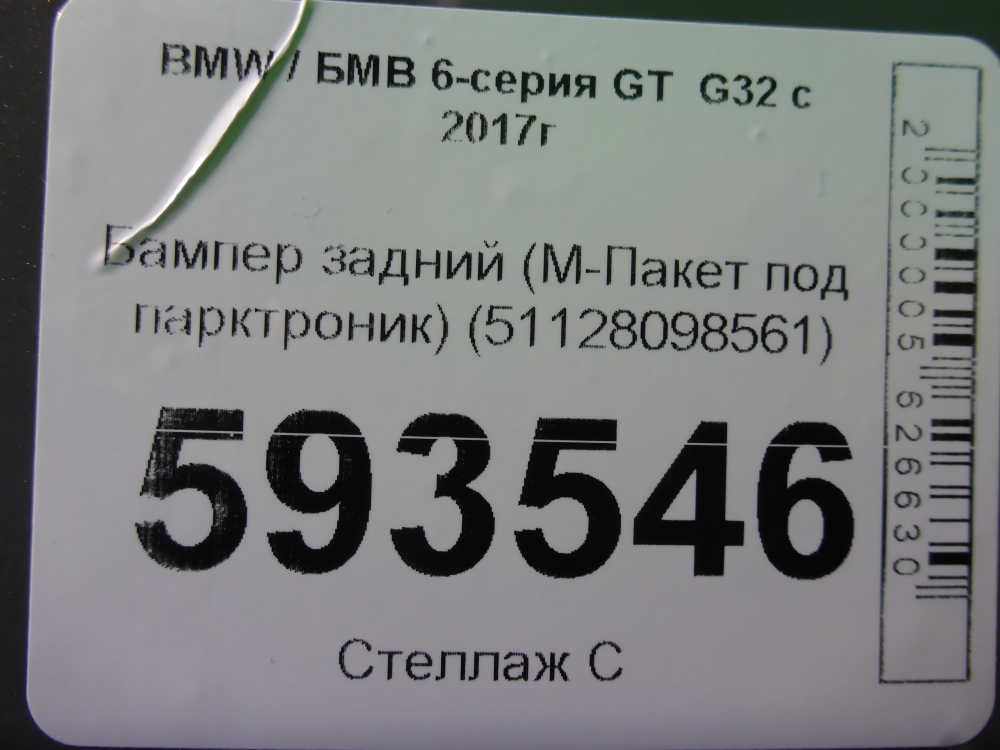 BMW / БМВ 6-серия GT G32 с
2017г
Бампер задний (М-Пакет под
парктроник) (51128098561)
593546
Стеллаж С
2000005626630